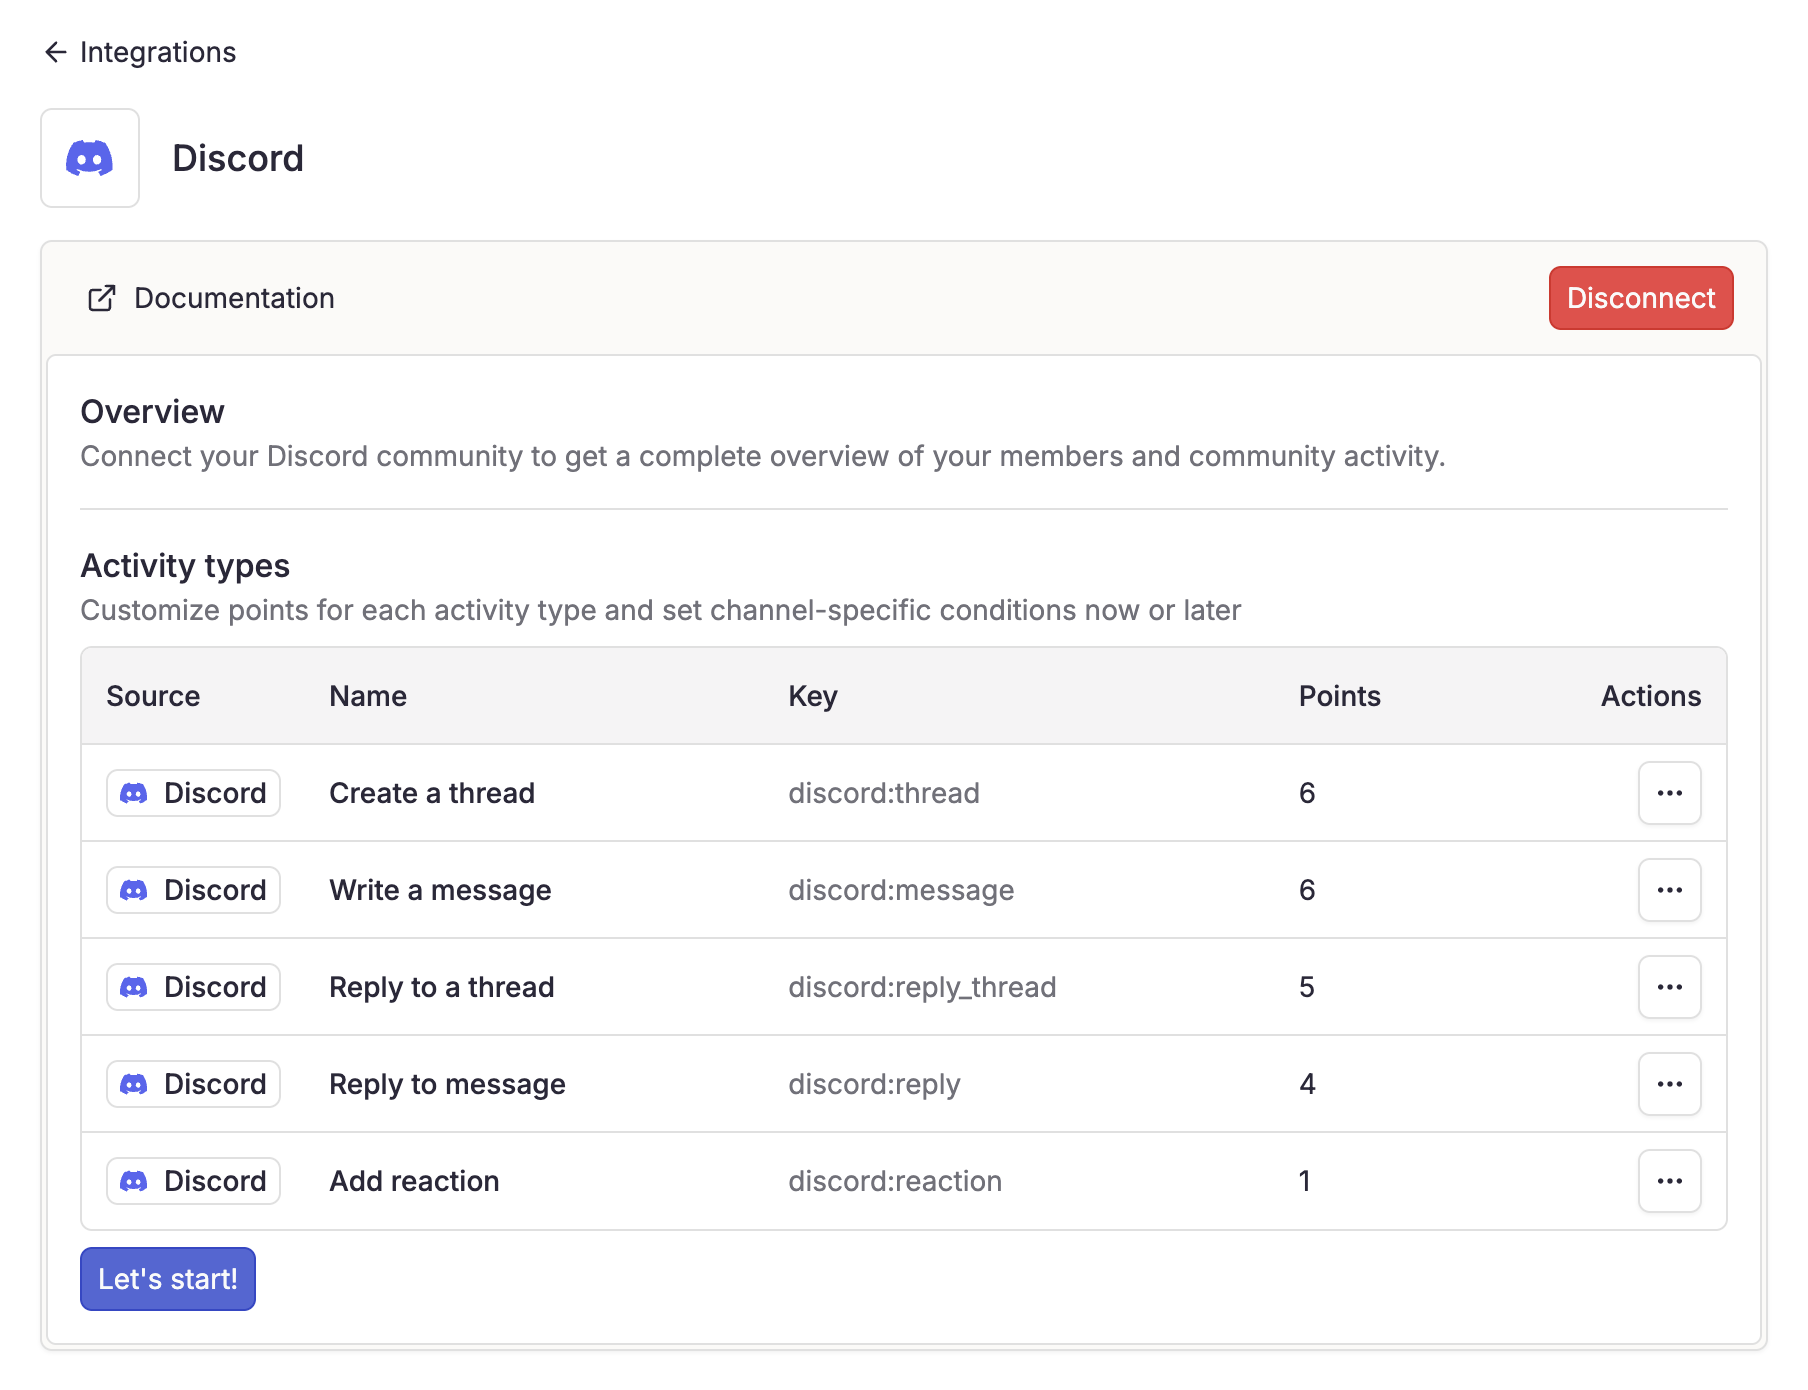 Integrations
Discord
Documentation
Disconnect
Overview
Connect your Discord community to get a complete overview of your members and community activity.
Activity types
Customize points for each activity type and set channel-specific conditions now or later
Source Name Key Points Actions
Discord Create a thread discord:thread 6
Discord Write a message discord:message 6
Discord Reply to a thread discord:reply_thread 5
Discord Reply to message discord:reply 4
Discord Add reaction discord:reaction 1
Let's start!